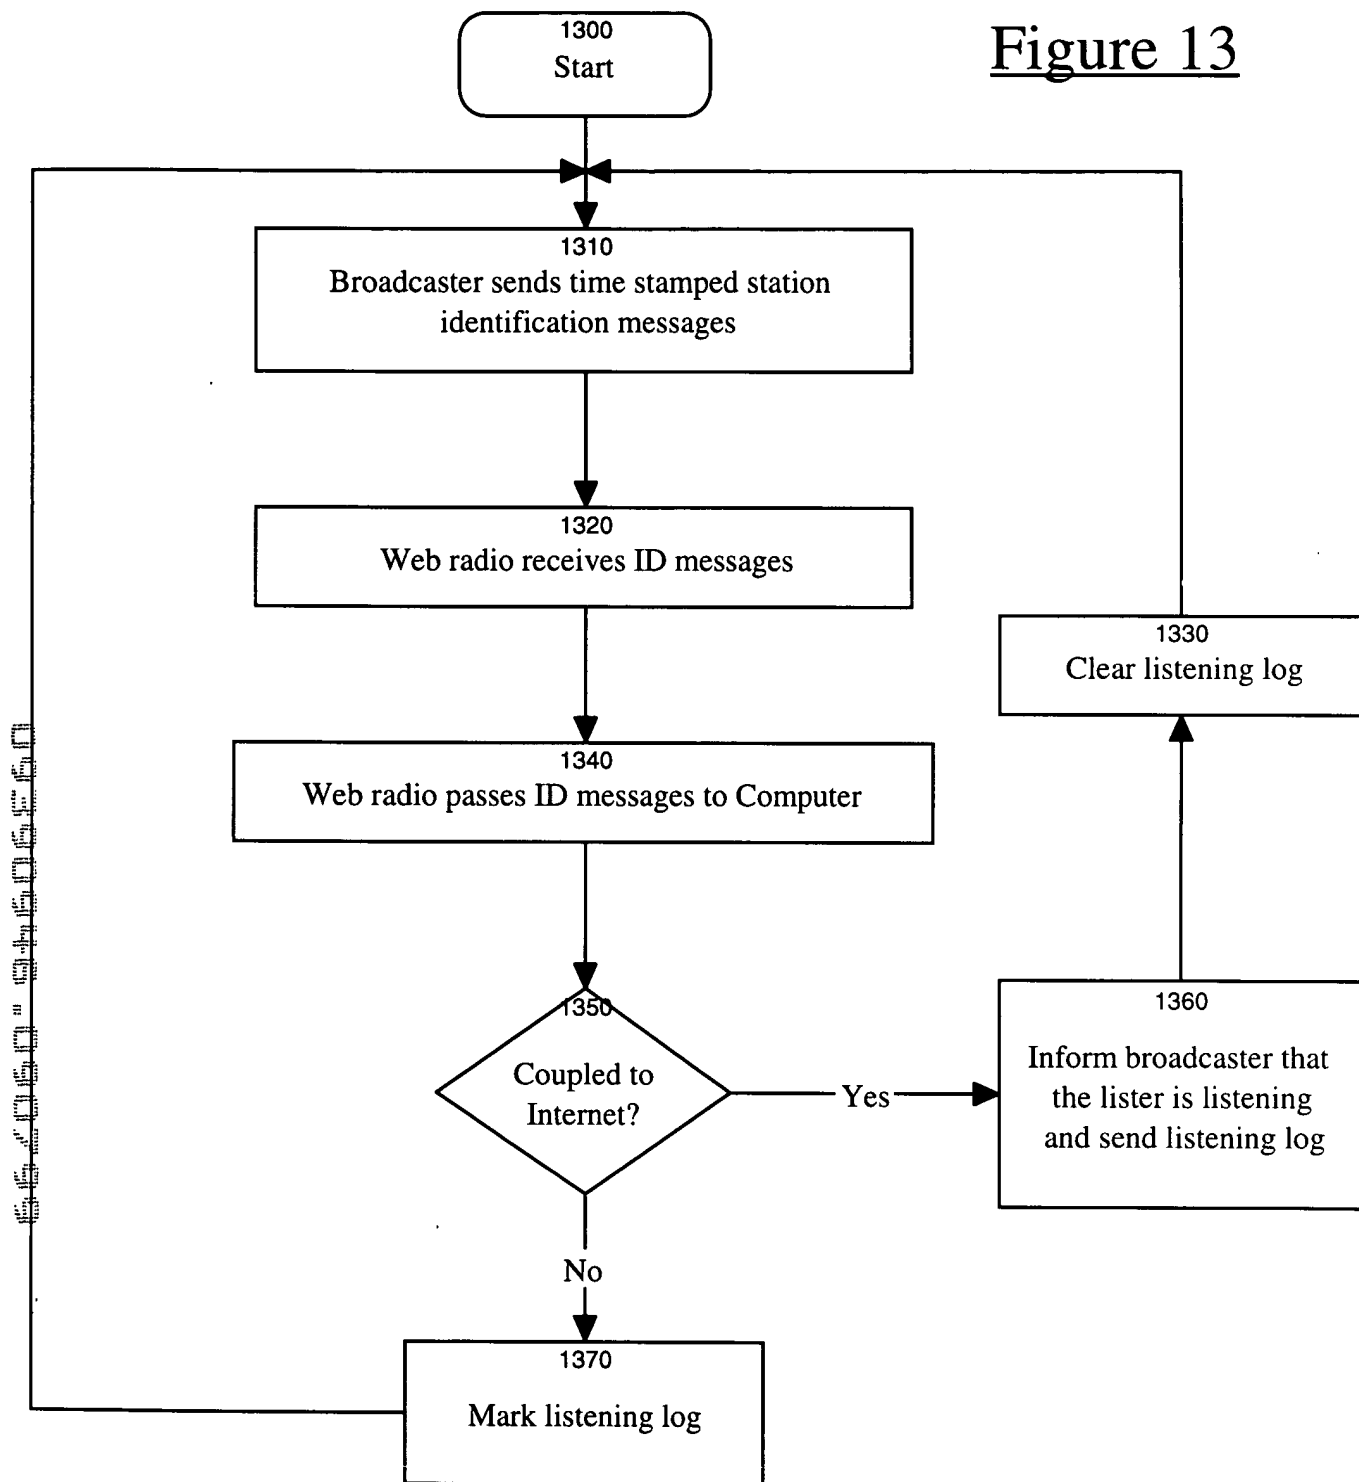 Figure 13
1300
Start
1310
Broadcaster sends time stamped station
identification messages
1320
Web radio receives ID messages
1330
Clear listening log
1340
Web radio passes ID messages to Computer
1350
Coupled to
Internet?
Yes
1360
Inform broadcaster that
the lister is listening
and send listening log
No
1370
Mark listening log